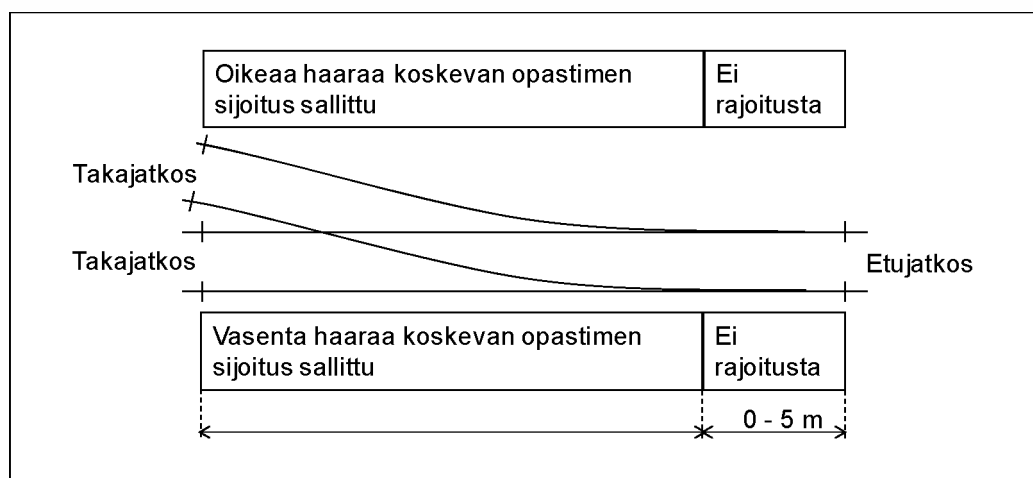 Oikeaa haaraa koskevan opastimen
sijoitus sallittu
Ei
rajoitusta
Takajatkos
Takajatkos
Etujatkos
Vasenta haaraa koskevan opastimen
sijoitus sallittu
Ei
rajoitusta
0 - 5 m